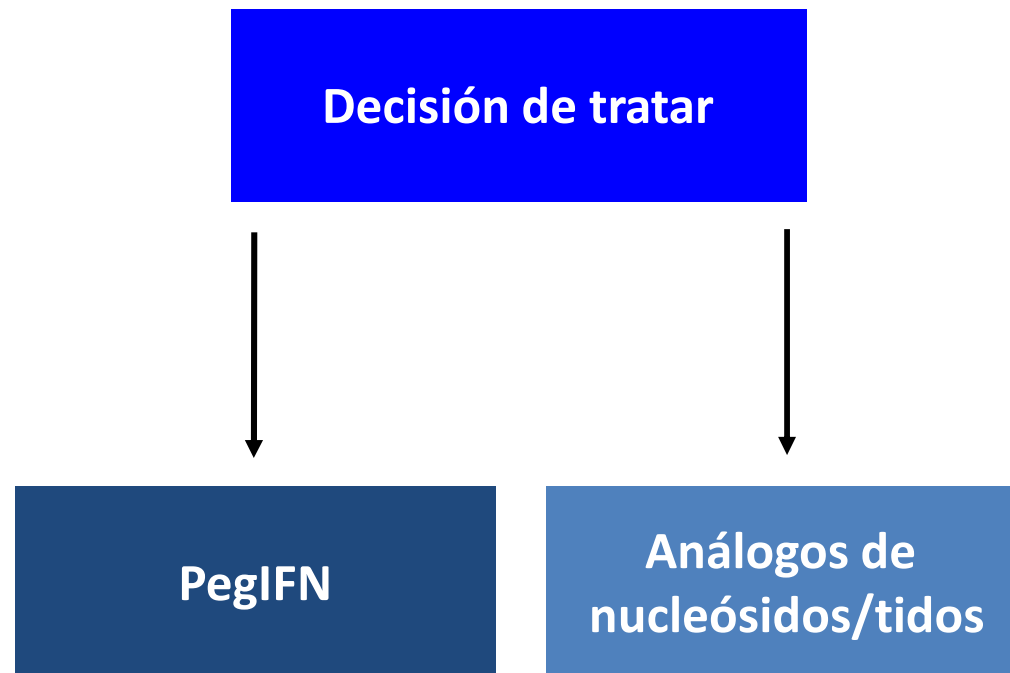 Decisión de tratar
PegIFN
Análogos de
nucleósidos/tidos